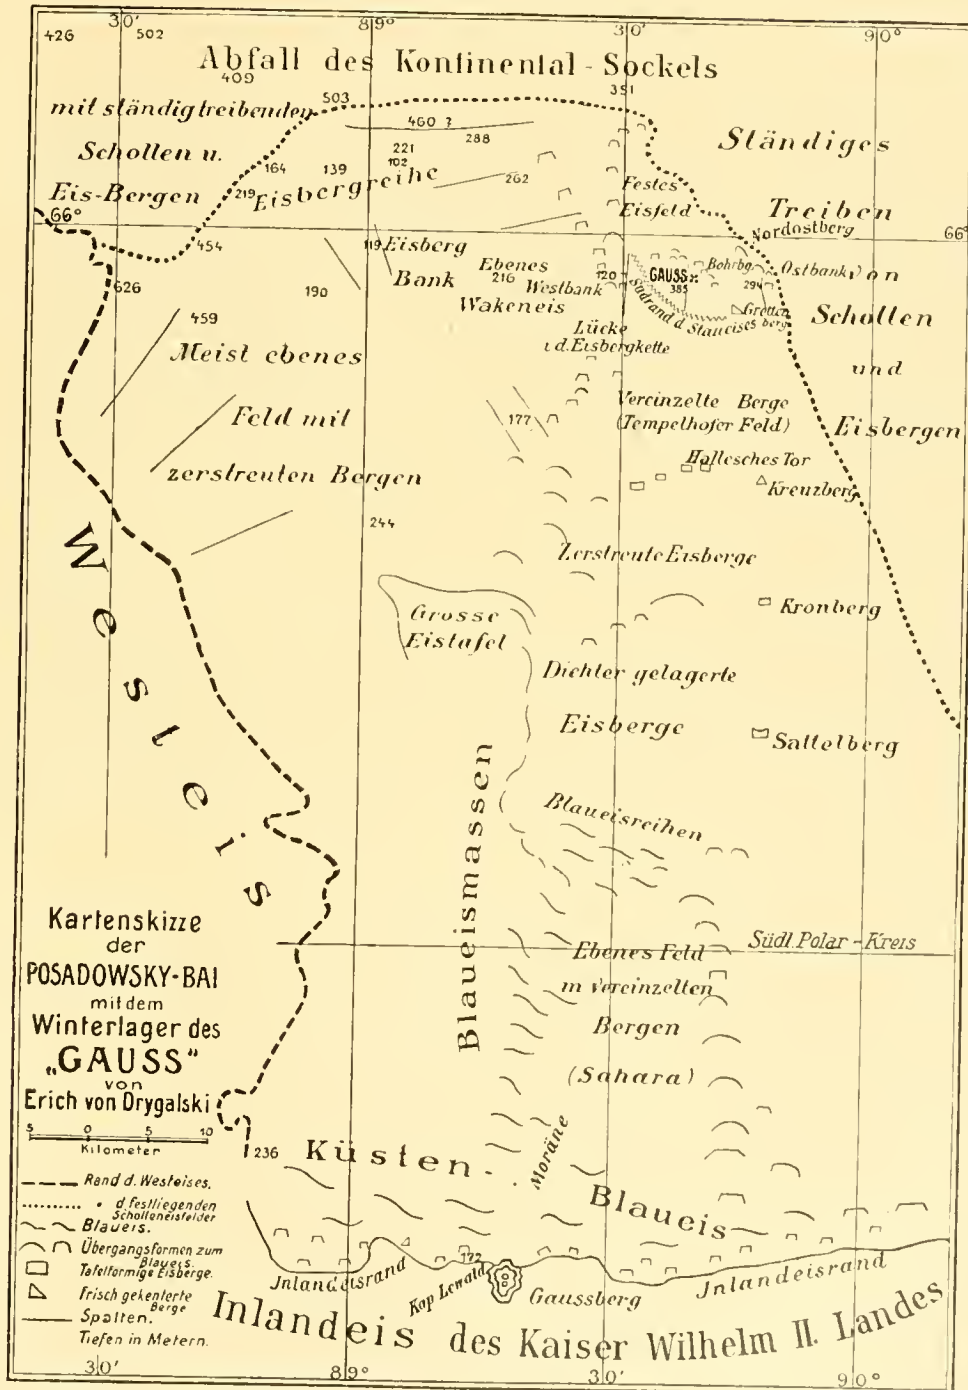 30' 89° 30' 90°
426 502
Abfall des Kontinental-Sockels
409
503 351
mit ständig treibenden
460 ?
288
Ständiges
Schollen u.
221
102
164 139
262
Festes
Eis-Bergen
219 Eisbergreihe
Eisfeld
Treiben
66°
Nordostberg
66°
454
119 Eisberg
Ebenes
Bohrbg.
Ostbank von
Bank
216 Westbank
120
GAUSS
385
294
626
190
Wakeneis
Südrand d. Scholleneises
berg
Schollen
459
Lücke
i. d. Eisbergkette
und
Meist ebenes
Vereinzelte Berge
(Tempelhofer Feld)
Eisbergen
Feld mit
177
Hallesches Tor
zerstreuten Bergen
Kreuzberg
244
Zerstreute Eisberge
Westeis
Grosse
Eistafel
Kronberg
Dichter gelagerte
Eisberge
Sattelberg
Blaueisreihen
Blaueismassen
Südl. Polar-Kreis
Ebenes Feld
m vereinzelten
Bergen
(Sahara)
Kartenskizze
der
POSADOWSKY-BAI
mit dem
Winterlager des
„GAUSS“
von
Erich von Drygalski
5 0 5 10
Kilometer
236
Küsten-
Moräne
Blaueis
Rand d. Westeises.
" d. festliegenden
Scholleneisfelder
Blaueis.
Übergangsformen zum
Blaueis.
Tafelförmige Eisberge.
Frisch gekenterte
Berge
Spalten.
Tiefen in Metern.
172
Inlandeisrand
Kap Lewald
Gaussberg
Inlandeisrand
Inlandeis des Kaiser Wilhelm II. Landes
30' 89° 30' 90°